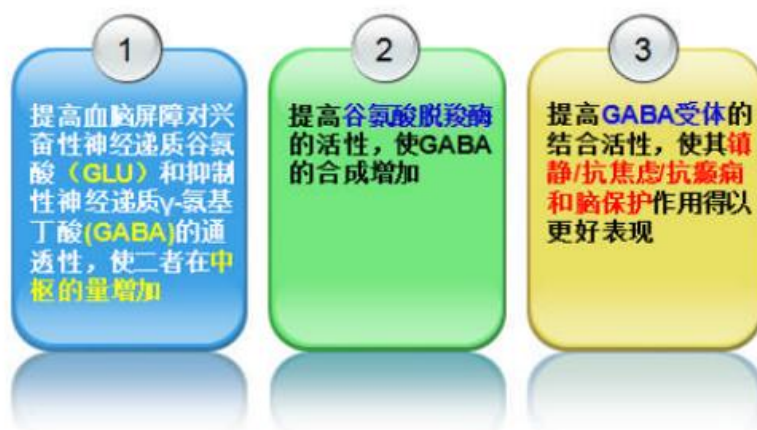 1
提高血脑屏障对兴
奋性神经递质谷氨
酸（GLU）和抑制
性神经递质γ-氨基
丁酸(GABA)的通
透性，使二者在中
枢的量增加
2
提高谷氨酸脱羧酶
的活性，使GABA
的合成增加
3
提高GABA受体的
结合活性，使其镇
静/抗焦虑/抗癫痫
和脑保护作用得以
更好表现